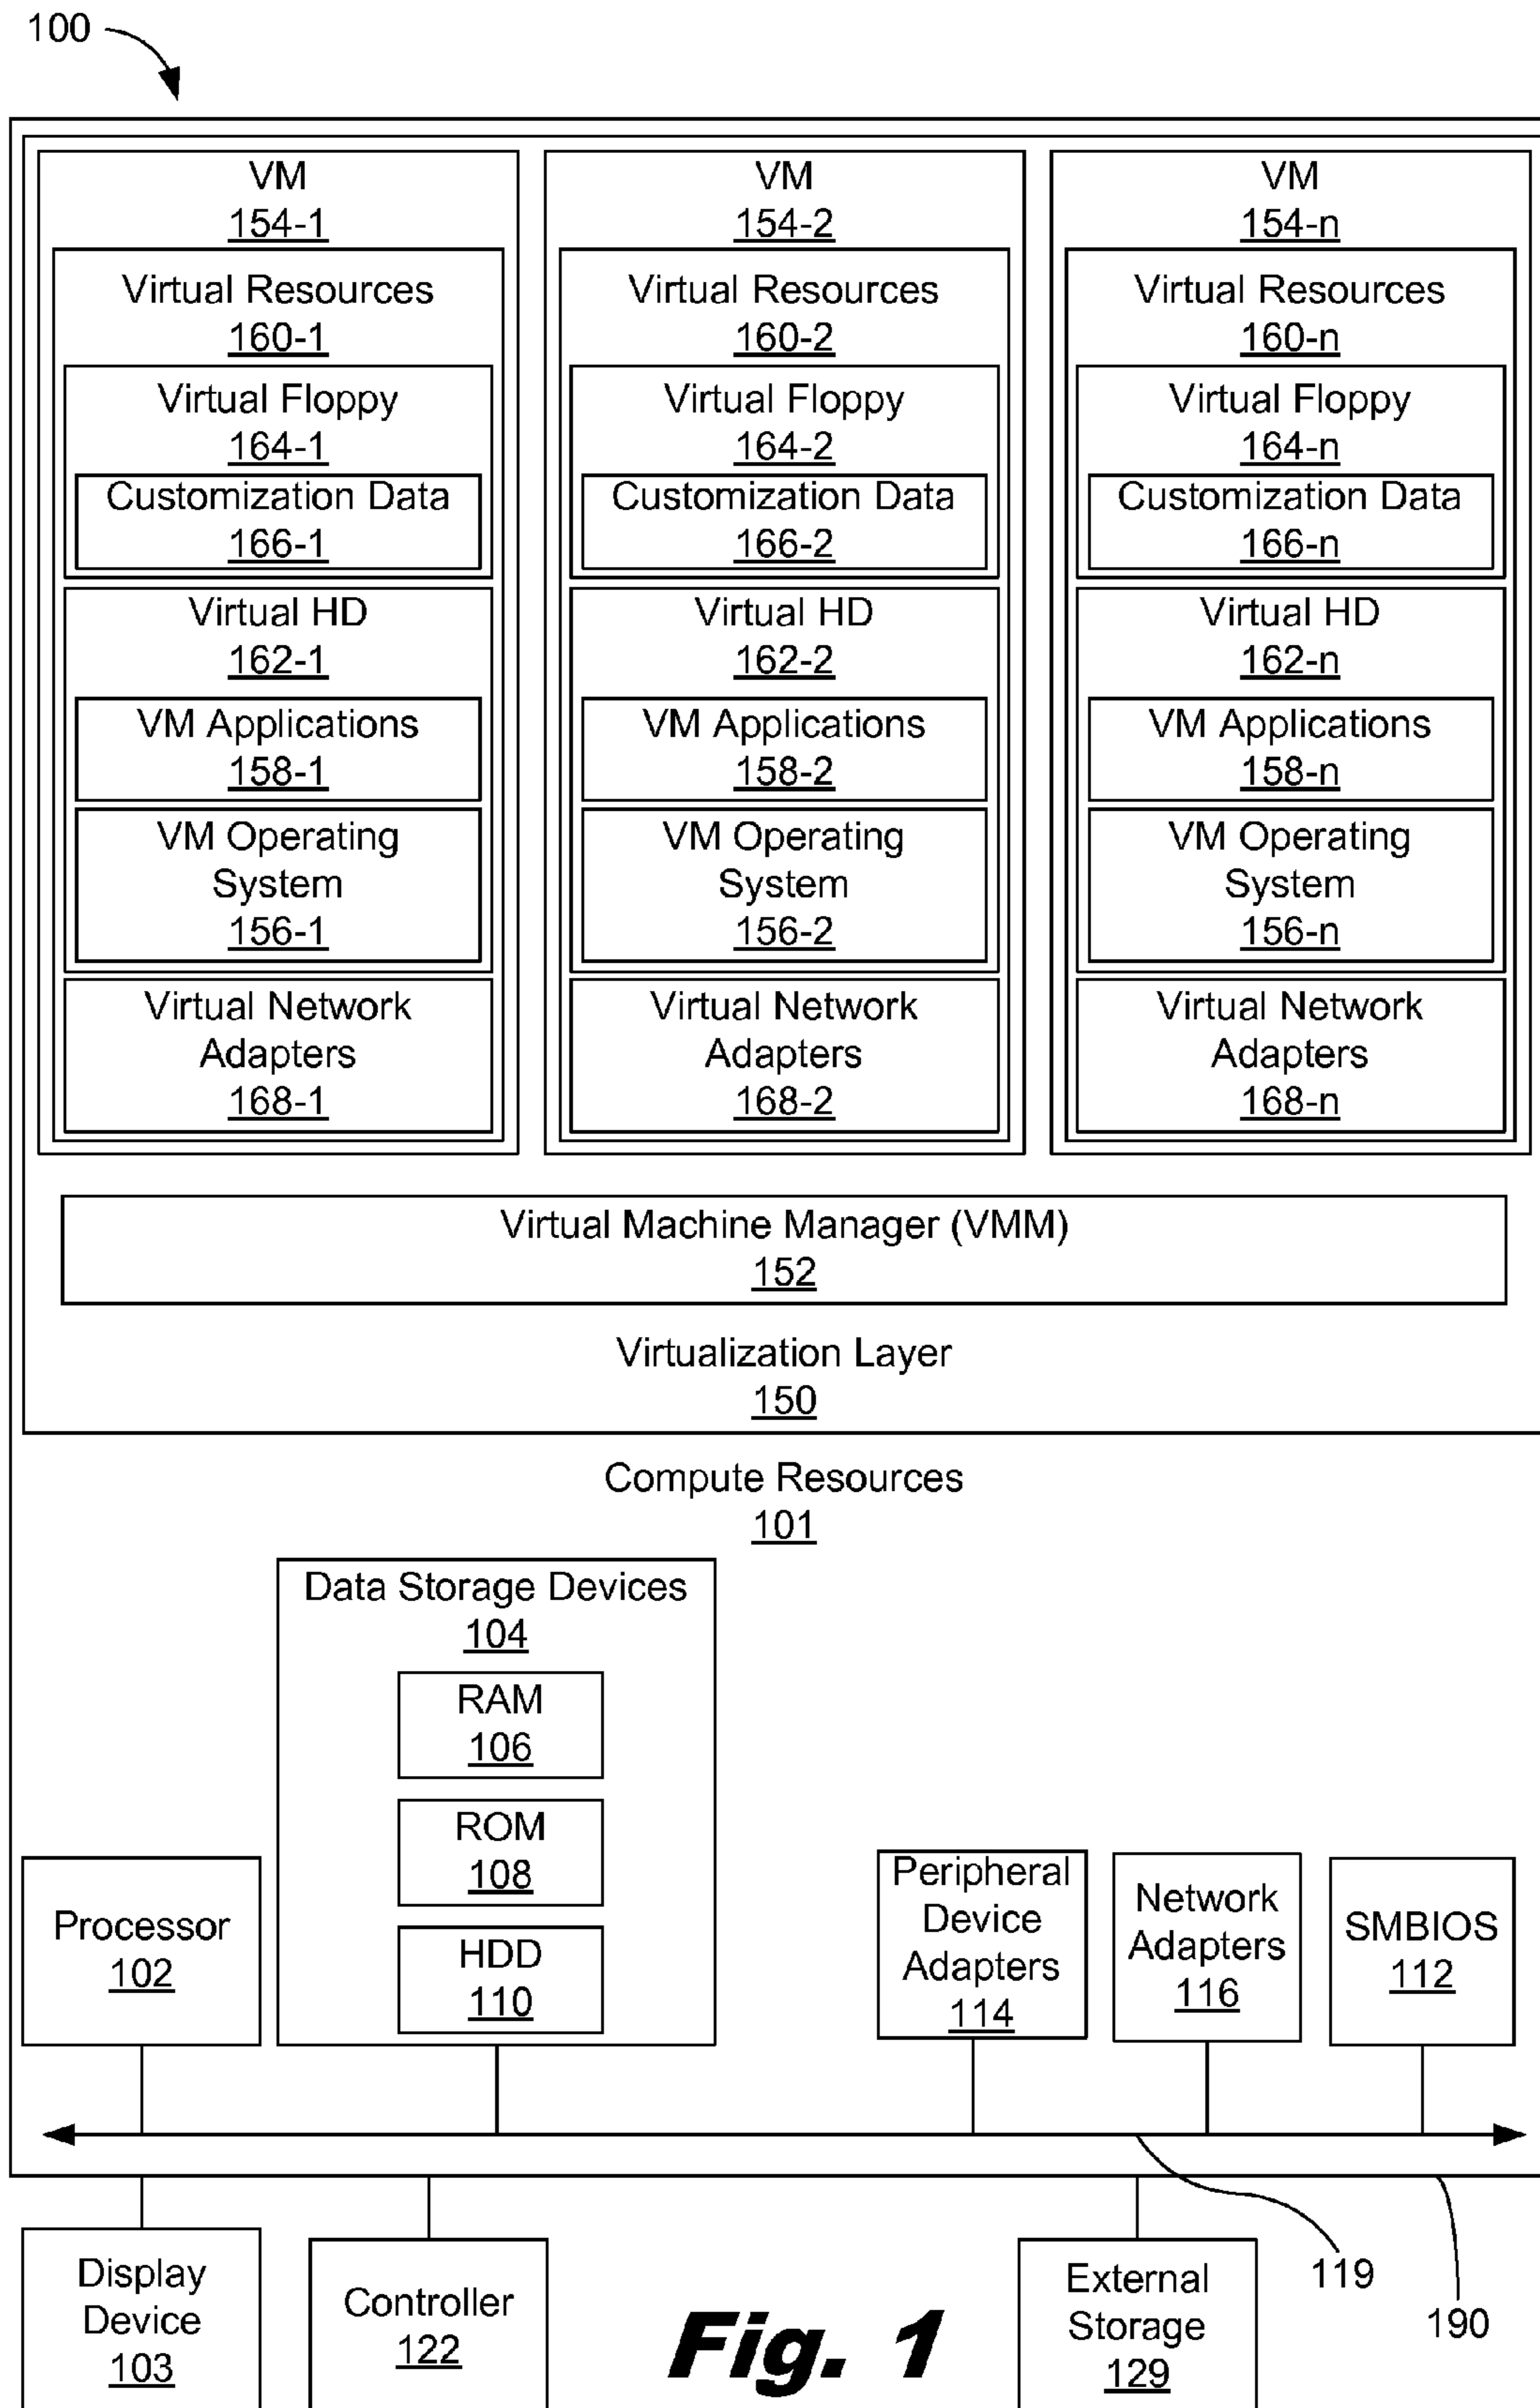 100
VM
154-1
Virtual Resources
160-1
Virtual Floppy
164-1
Customization Data
166-1
Virtual HD
162-1
VM Applications
158-1
VM Operating
System
156-1
Virtual Network
Adapters
168-1
VM
154-2
Virtual Resources
160-2
Virtual Floppy
164-2
Customization Data
166-2
Virtual HD
162-2
VM Applications
158-2
VM Operating
System
156-2
Virtual Network
Adapters
168-2
VM
154-n
Virtual Resources
160-n
Virtual Floppy
164-n
Customization Data
166-n
Virtual HD
162-n
VM Applications
158-n
VM Operating
System
156-n
Virtual Network
Adapters
168-n
Virtual Machine Manager (VMM)
152
Virtualization Layer
150
Compute Resources
101
Data Storage Devices
104
RAM
106
ROM
108
HDD
110
Processor
102
Peripheral
Device
Adapters
114
Network
Adapters
116
SMBIOS
112
119
190
Display
Device
103
Controller
122
External
Storage
129
Fig. 1